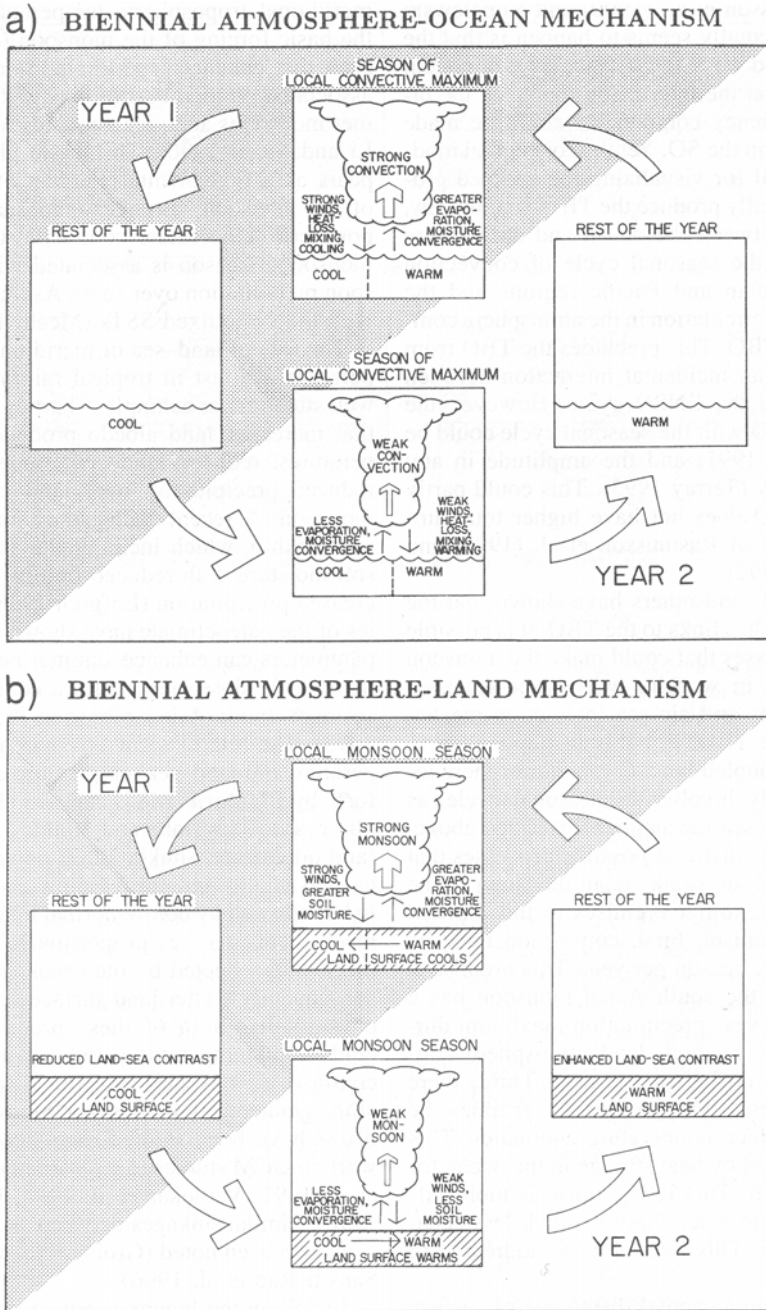 a) BIENNIAL ATMOSPHERE-OCEAN MECHANISM
YEAR 1
SEASON OF
LOCAL CONVECTIVE MAXIMUM
STRONG
CONVECTION
STRONG
WINDS,
HEAT-
LOSS,
MIXING,
COOLING
GREATER
EVAPO-
RATION,
MOISTURE
CONVERGENCE
COOL
WARM
REST OF THE YEAR
COOL
REST OF THE YEAR
WARM
SEASON OF
LOCAL CONVECTIVE MAXIMUM
WEAK
CON-
VECTION
LESS
EVAPORATION,
MOISTURE
CONVERGENCE
WEAK
WINDS,
HEAT-
LOSS,
MIXING,
WARMING
COOL
WARM
YEAR 2
b) BIENNIAL ATMOSPHERE-LAND MECHANISM
YEAR 1
LOCAL MONSOON SEASON
STRONG
MONSOON
STRONG
WINDS,
GREATER
SOIL
MOISTURE
GREATER
EVAPO-
RATION,
MOISTURE
CONVERGENCE
COOL
WARM
LAND SURFACE COOLS
REST OF THE YEAR
REDUCED LAND-SEA CONTRAST
COOL
LAND SURFACE
REST OF THE YEAR
ENHANCED LAND-SEA CONTRAST
WARM
LAND SURFACE
LOCAL MONSOON SEASON
WEAK
MON-
SOON
LESS
EVAPORATION,
MOISTURE
CONVERGENCE
WEAK
WINDS,
LESS
SOIL
MOISTURE
COOL
WARM
LAND SURFACE WARMS
YEAR 2